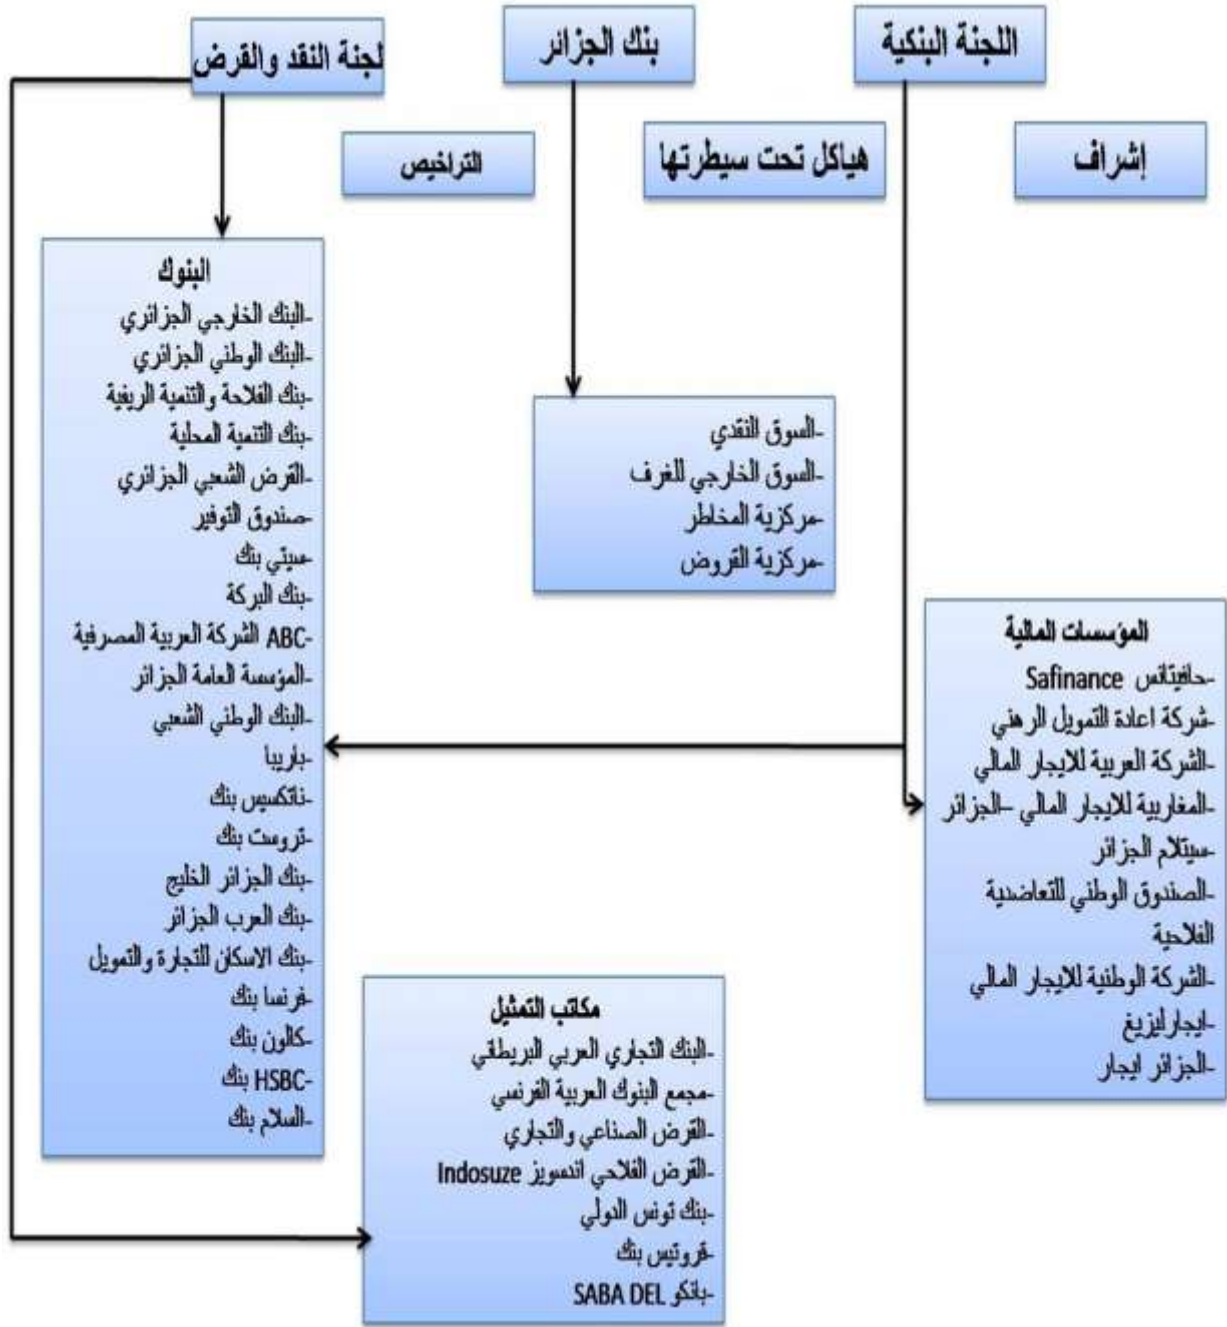 اللجنة البنكية
بنك الجزائر
لجنة النقد والقرض
إشراف
هياكل تحت سيطرتها
التراخيص
البنوك
-البنك الخارجي الجزائري
-البنك الوطني الجزائري
-بنك الفلاحة والتنمية الريفية
-بنك التنمية المحلية
-القرض الشعبي الجزائري
-صندوق التوفير
-سيتي بنك
-بنك البركة
-ABC الشركة العربية المصرفية
-المؤسسة العامة الجزائر
-البنك الوطني الشعبي
-باريبا
-ناتكسيس بنك
-تروست بنك
-بنك الجزائر الخليج
-بنك العرب الجزائر
-بنك الاسكان للتجارة والتمويل
-فرنسا بنك
-كالون بنك
-HSBC بنك
-السلام بنك
-السوق النقدي
-السوق الخارجي للغرف
-مركزية المخاطر
-مركزية القروض
المؤسسات المالية
-حافيتانس Safinance
-شركة اعادة التمويل الرهني
-الشركة العربية للايجار المالي
-المغاربية للايجار المالي –الجزائر
-سيتلام الجزائر
-الصندوق الوطني للتعاضدية
الفلاحية
-الشركة الوطنية للايجار المالي
-ايجارليزيغ
-الجزائر ايجار
مكاتب التمثيل
-البنك التجاري العربي البريطاني
-مجمع البنوك العربية الفرنسي
-القرض الصناعي والتجاري
-القرض الفلاحي اندسويز Indosuze
-بنك تونس الدولي
-قروتيس بنك
-بانكو SABA DEL